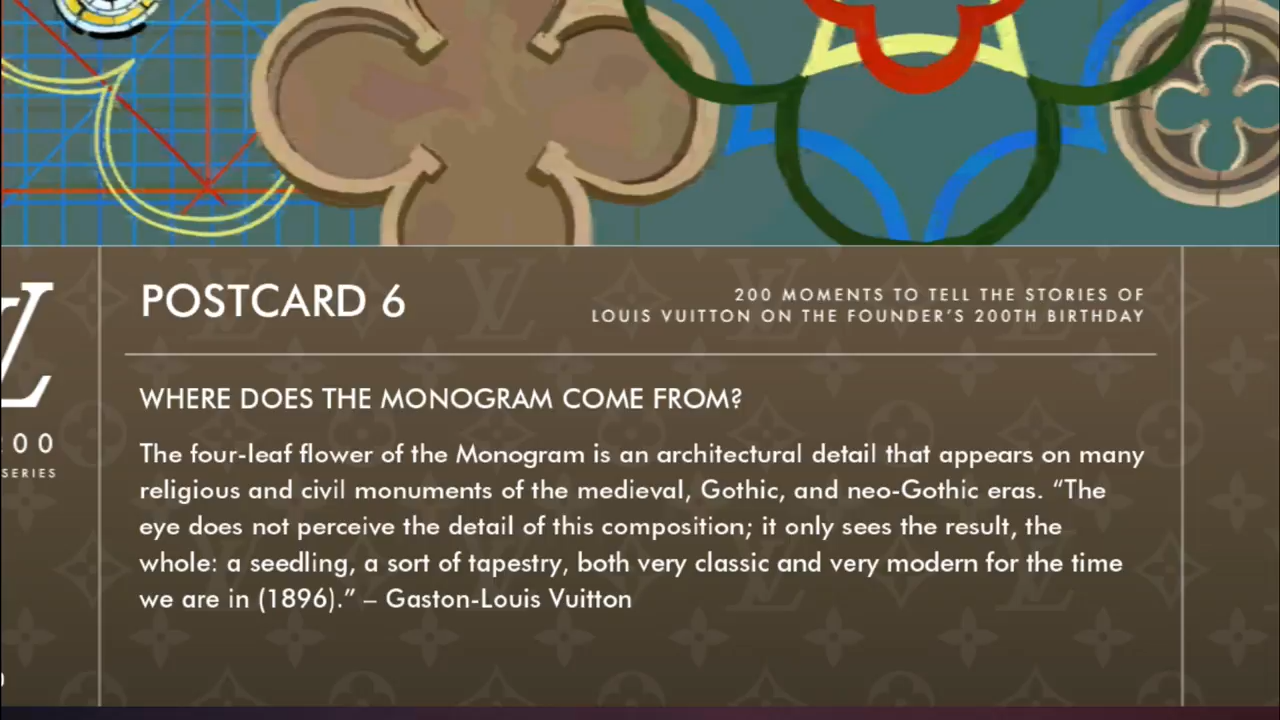 POSTCARD 6
200 MOMENTS TO TELL THE STORIES OF
LOUIS VUITTON ON THE FOUNDER'S 200TH BIRTHDAY
WHERE DOES THE MONOGRAM COME FROM?
The four-leaf flower of the Monogram is an architectural detail that appears on many
religious and civil monuments of the medieval, Gothic, and neo-Gothic eras. “The
eye does not perceive the detail of this composition; it only sees the result, the
whole: a seedling, a sort of tapestry, both very classic and very modern for the time
we are in (1896).” – Gaston-Louis Vuitton
00
SERIES